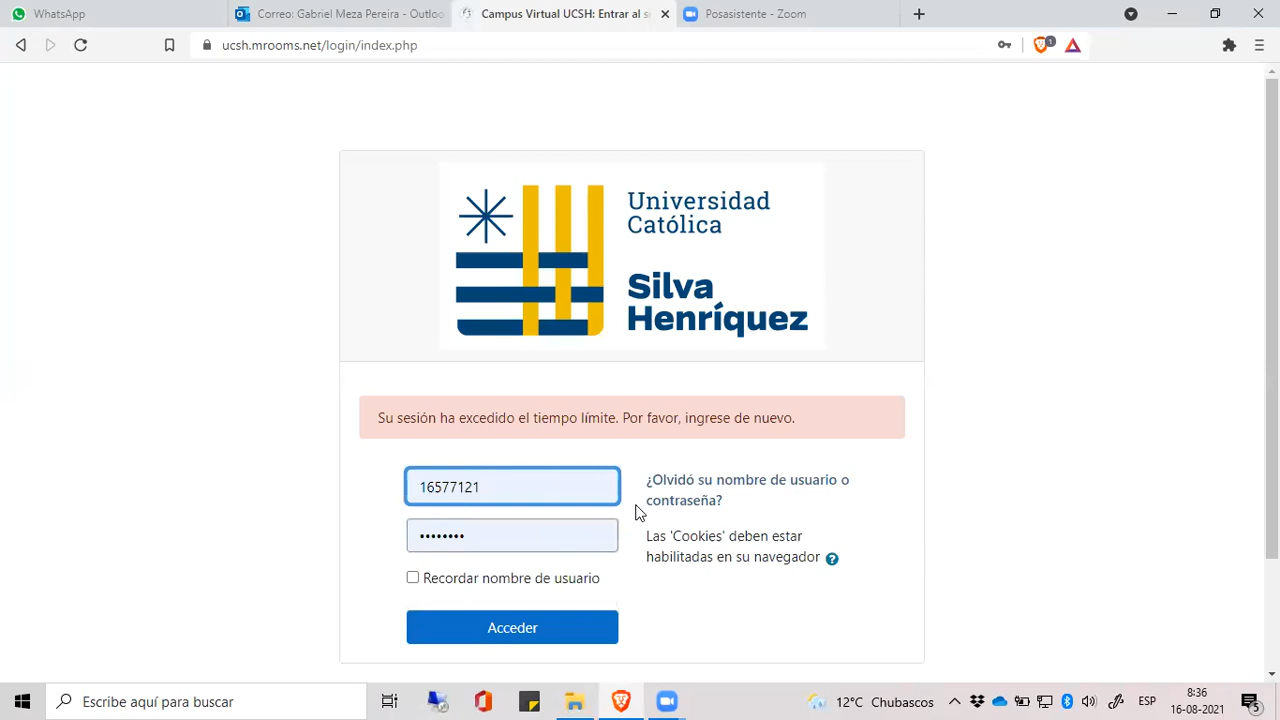 WhatsApp
Correo: Gabriel Meza Pereira - Outloo
Campus Virtual UCSH: Entrar al s
Posasistente - Zoom
ucsh.mrooms.net/login/index.php
1
Universidad
Católica
Silva
Henríquez
Su sesión ha excedido el tiempo límite. Por favor, ingrese de nuevo.
16577121
¿Olvidó su nombre de usuario o
contraseña?
••••••••
Las 'Cookies' deben estar
habilitadas en su navegador ?
Recordar nombre de usuario
Acceder
Escribe aquí para buscar
12°C Chubascos
ESP
8:36
16-08-2021
5